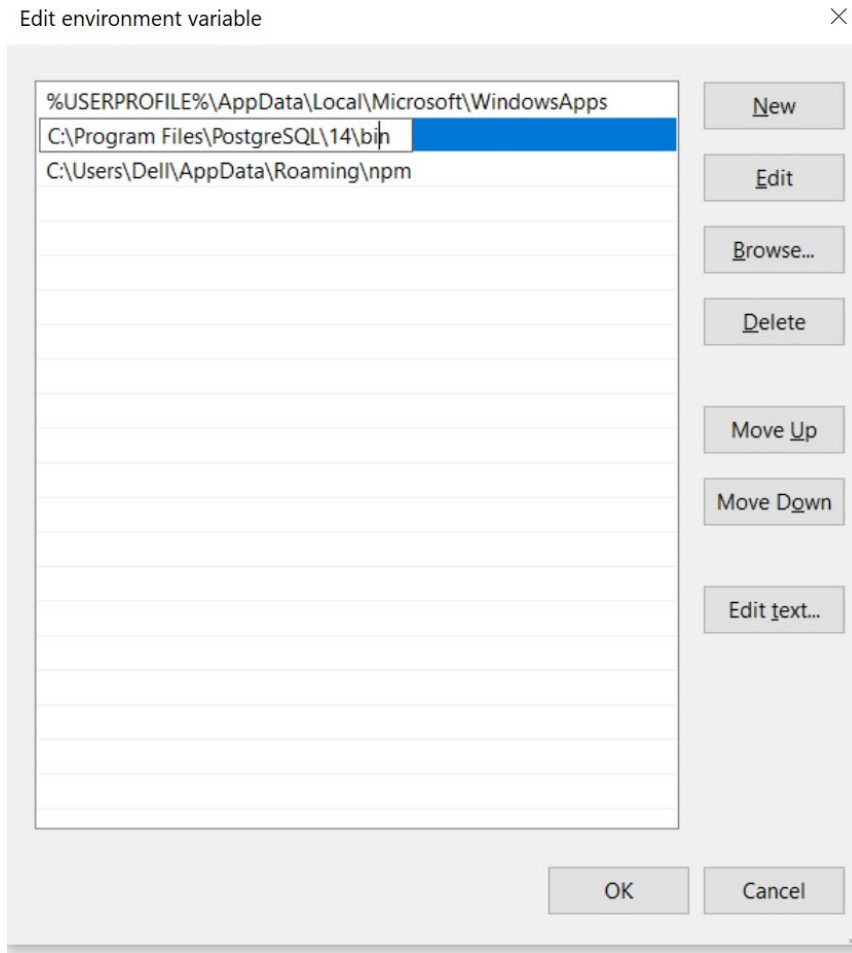 Edit environment variable
%USERPROFILE%\AppData\Local\Microsoft\WindowsApps
C:\Program Files\PostgreSQL\14\bin
C:\Users\Dell\AppData\Roaming\npm
New
Edit
Browse...
Delete
Move Up
Move Down
Edit text...
OK
Cancel